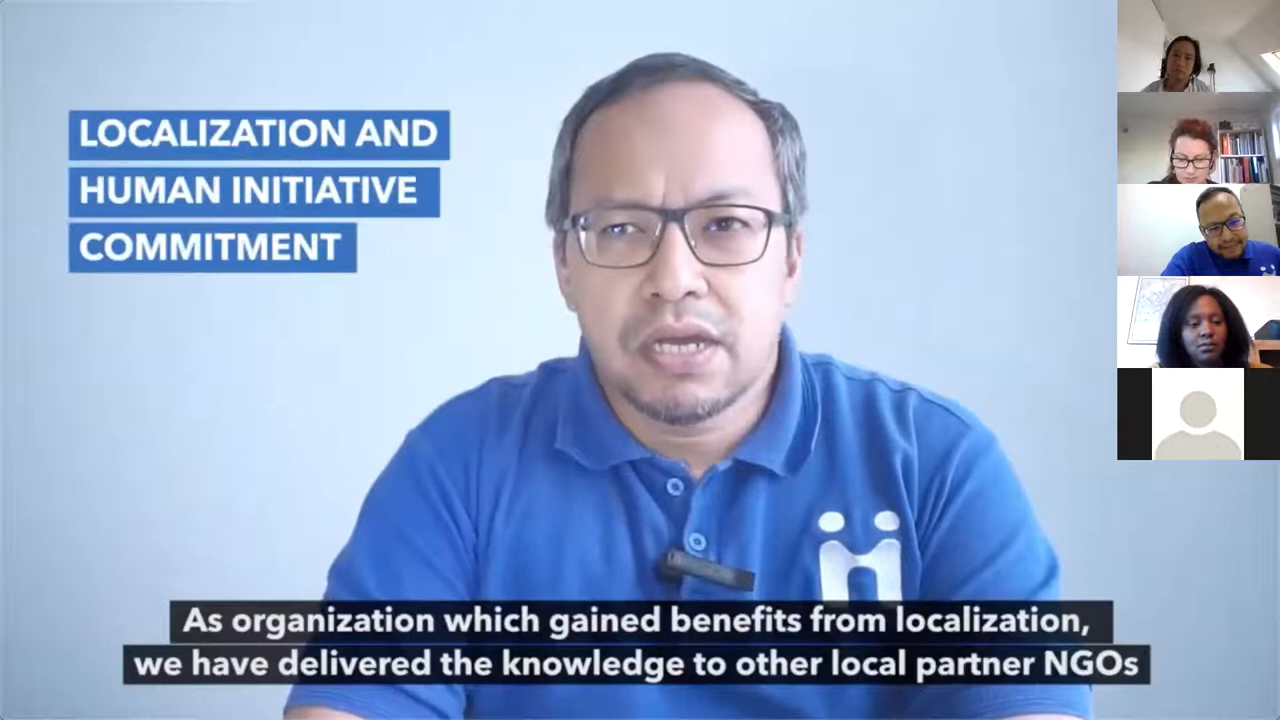 LOCALIZATION AND
HUMAN INITIATIVE
COMMITMENT
As organization which gained benefits from localization,
we have delivered the knowledge to other local partner NGOs